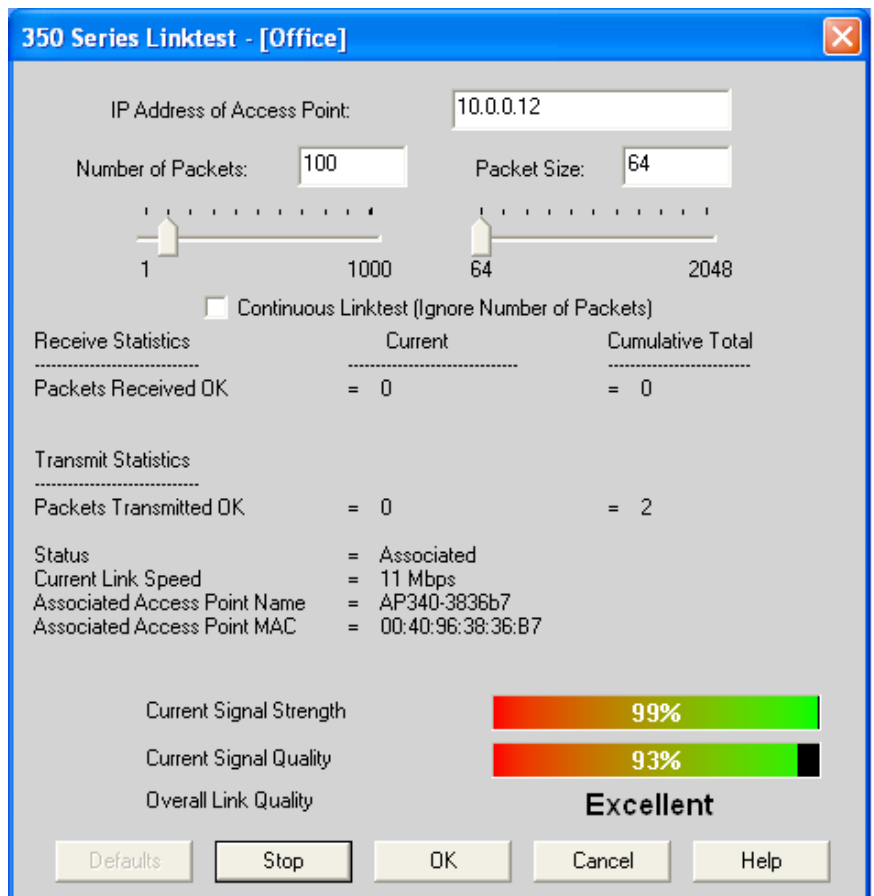 350 Series Linktest - [Office]
IP Address of Access Point: 10.0.0.12
Number of Packets: 100 Packet Size: 64
1 1000 64 2048
Continuous Linktest (Ignore Number of Packets)
Receive Statistics Current Cumulative Total
-------------------------------- -------------------------------- ----------------------------
Packets Received OK = 0 = 0
Transmit Statistics
--------------------------------
Packets Transmitted OK = 0 = 2
Status = Associated
Current Link Speed = 11 Mbps
Associated Access Point Name = AP340-3836b7
Associated Access Point MAC = 00:40:96:38:36:B7
Current Signal Strength 99%
Current Signal Quality 93%
Overall Link Quality Excellent
Defaults Stop OK Cancel Help